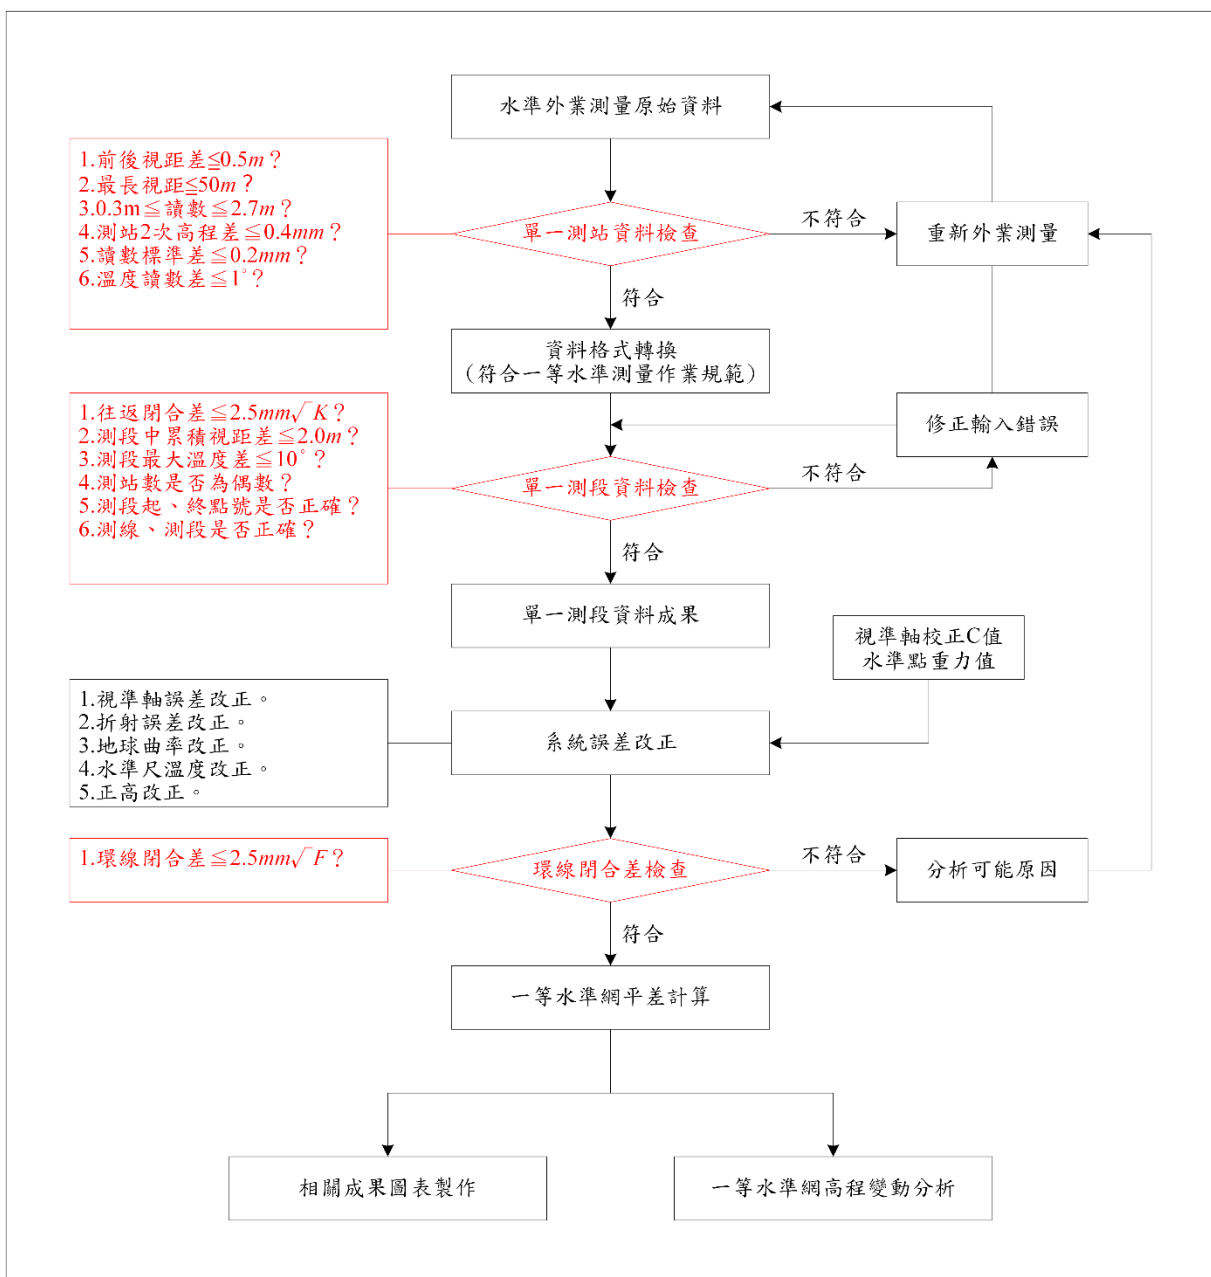 水準外業測量原始資料
1.前後視距差≦0.5m？
2.最長視距≦50m？
3.0.3m≦讀數≦2.7m？
4.測站2次高程差≦0.4mm？
5.讀數標準差≦0.2mm？
6.溫度讀數差≦1°？
單一測站資料檢查
不符合
重新外業測量
符合
資料格式轉換
（符合一等水準測量作業規範）
1.往返閉合差≦2.5mm√K？
2.測段中累積視距差≦2.0m？
3.測段最大溫度差≦10°？
4.測站數是否為偶數？
5.測段起、終點號是否正確？
6.測線、測段是否正確？
修正輸入錯誤
單一測段資料檢查
不符合
符合
單一測段資料成果
視準軸校正C值
水準點重力值
1.視準軸誤差改正。
2.折射誤差改正。
3.地球曲率改正。
4.水準尺溫度改正。
5.正高改正。
系統誤差改正
1.環線閉合差≦2.5mm√F？
環線閉合差檢查
不符合
分析可能原因
符合
一等水準網平差計算
相關成果圖表製作
一等水準網高程變動分析